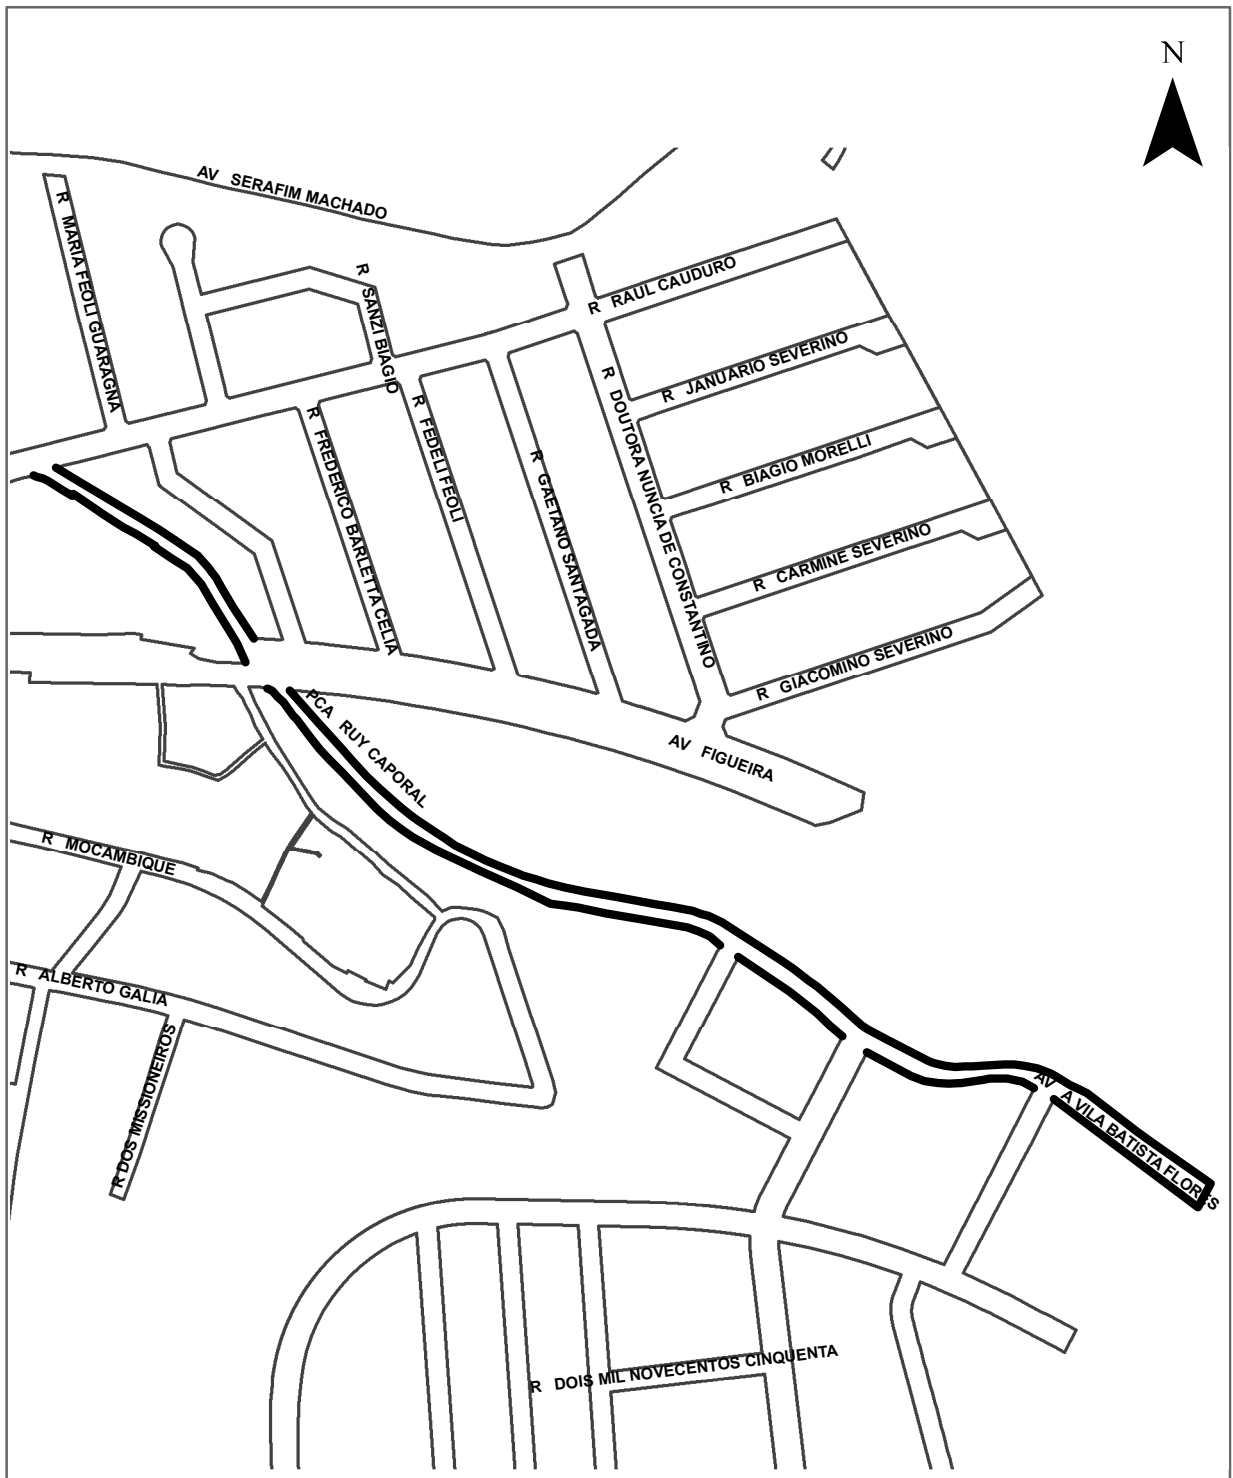 N
AV SERAFIM MACHADO
R MARIA FEOLI GUARAGNA
R SANZI BIAGIO
R RAUL CAUDURO
R JANUARIO SEVERINO
R DOUTORA NUNCIA DE CONSTANTINO
R FREDERICO BARLETTA CELIA
R FEDELI FEOLI
R GAETANO SANTAGADA
R BIAGIO MORELLI
R CARMINE SEVERINO
R GIACOMINO SEVERINO
PCA RUY CAPORAL
AV FIGUEIRA
R MOCAMBIQUE
R ALBERTO GALIA
R DOS MISSIONEIROS
AV A VILA BATISTA FLORES
R DOIS MIL NOVECENTOS CINQUENTA